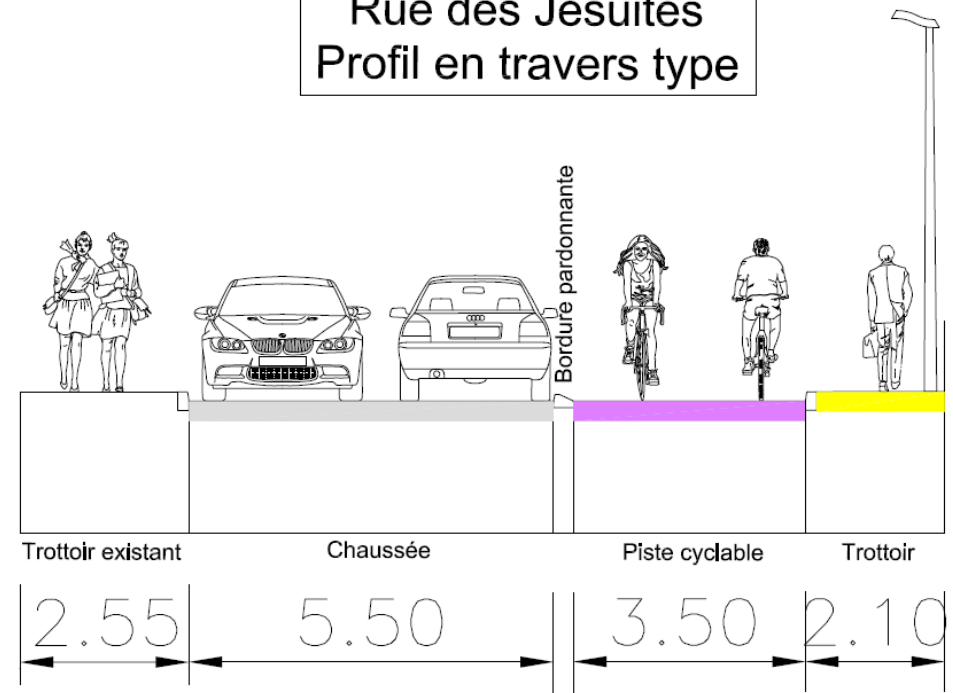 Rue des Jésuites
Profil en travers type
Bordure pardonnante
Trottoir existant
Chaussée
Piste cyclable
Trottoir
2.55
5.50
3.50
2.10